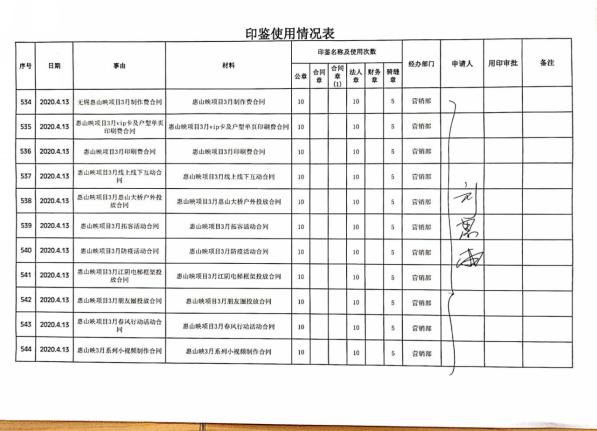 印鉴使用情况表
序号 日期 事由 材料 印鉴名称及使用次数 经办部门 申请人 用印审批 备注
公章 合同章 合同章(1) 法人章 财务章 骑缝章
534 2020.4.13 无锡惠山映项目3月制作费合同 惠山映项目3月制作费合同 10 10 5 营销部
535 2020.4.13 惠山映项目3月vip卡及户型单页印刷费合同 惠山映项目3月vip卡及户型单页印刷费合同 10 10 5 营销部
536 2020.4.13 惠山映项目3月印刷费合同 惠山映项目3月印刷费合同 10 10 5 营销部
537 2020.4.13 惠山映项目3月线上线下互动合同 惠山映项目3月线上线下互动合同 10 10 5 营销部
538 2020.4.13 惠山映项目3月惠山大桥户外投放合同 惠山映项目3月惠山大桥户外投放合同 10 10 5 营销部
539 2020.4.13 惠山映项目3月拓客活动合同 惠山映项目3月拓客活动合同 10 10 5 营销部
540 2020.4.13 惠山映项目3月防疫活动合同 惠山映项目3月防疫活动合同 10 10 5 营销部
541 2020.4.13 惠山映项目3月江阴电梯框架投放合同 惠山映项目3月江阴电梯框架投放合同 10 10 5 营销部
542 2020.4.13 惠山映项目3月朋友圈投放合同 惠山映项目3月朋友圈投放合同 10 10 5 营销部
543 2020.4.13 惠山映项目3月春风行动活动合同 惠山映项目3月春风行动活动合同 10 10 5 营销部
544 2020.4.13 惠山映3月系列小视频制作合同 惠山映3月系列小视频制作合同 10 10 5 营销部